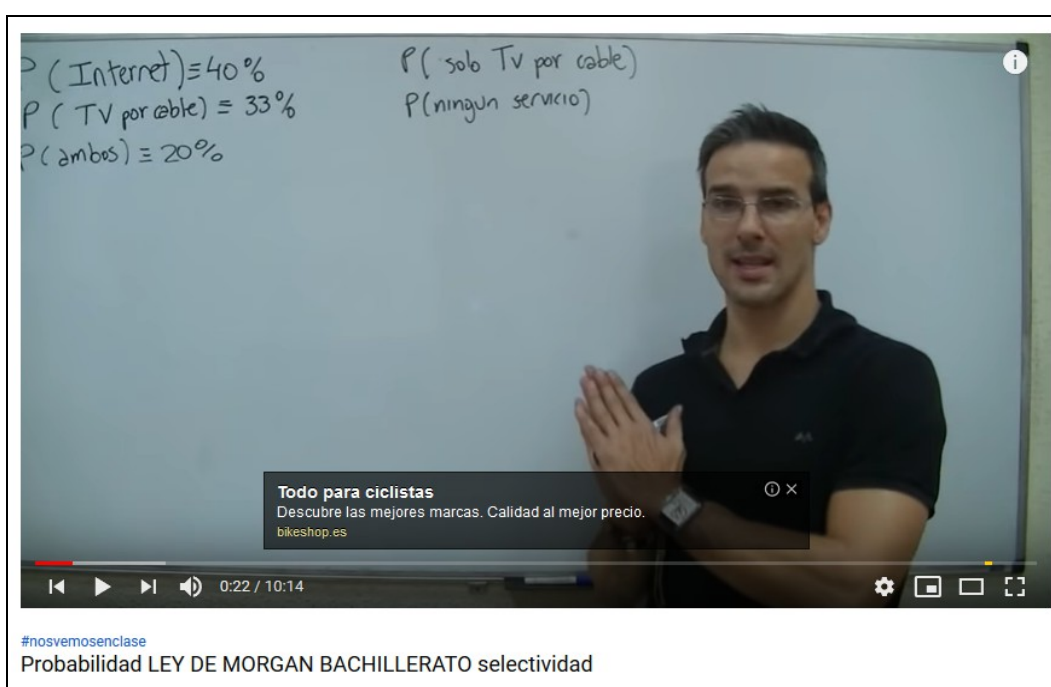 P (Internet) ≡ 40%
P ( TV por cable) ≡ 33%
P (ambos) ≡ 20%
P( solo TV por cable)
P(ningun servicio)
Todo para ciclistas
Descubre las mejores marcas. Calidad al mejor precio.
bikeshop.es
0:22 / 10:14
#nosvemosenclase
Probabilidad LEY DE MORGAN BACHILLERATO selectividad